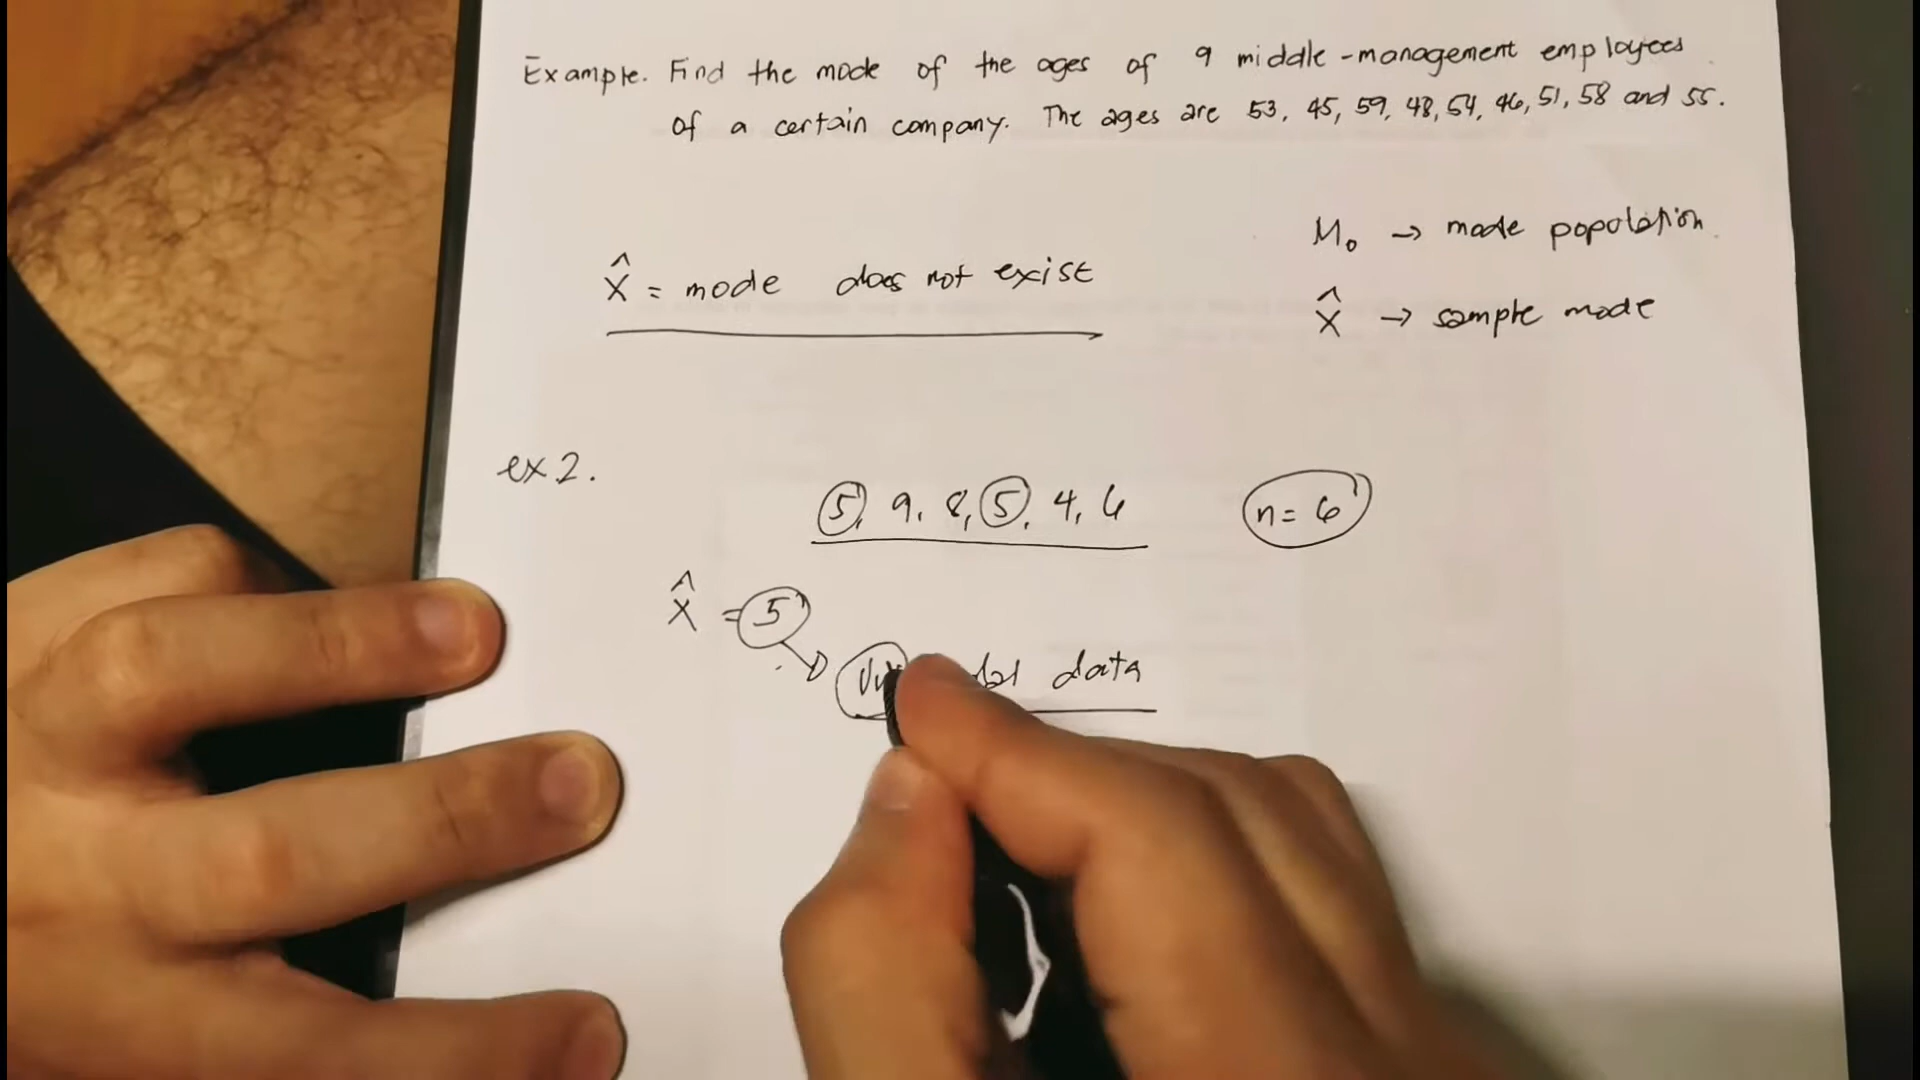 Example. Find the mode of the ages of 9 middle-management employees
of a certain company. The ages are 53, 45, 59, 48, 54, 46, 51, 58 and 55.
M₀ → mode population
X̂ = mode does not exist
X̂ → sample mode
ex 2.
5, 9, 8, 5, 4, 6
n = 6
X̂ = 5
data